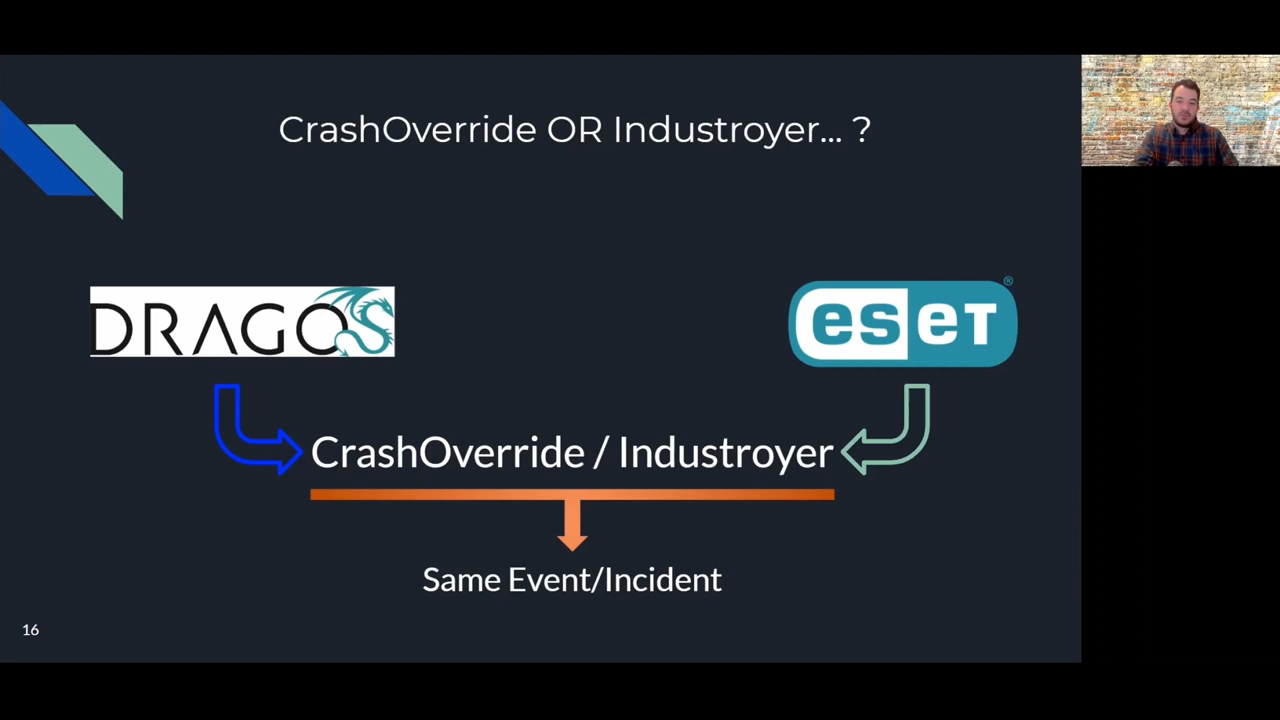 CrashOverride OR Industroyer... ?
DRAGOS
eseT®
CrashOverride / Industroyer
Same Event/Incident
16